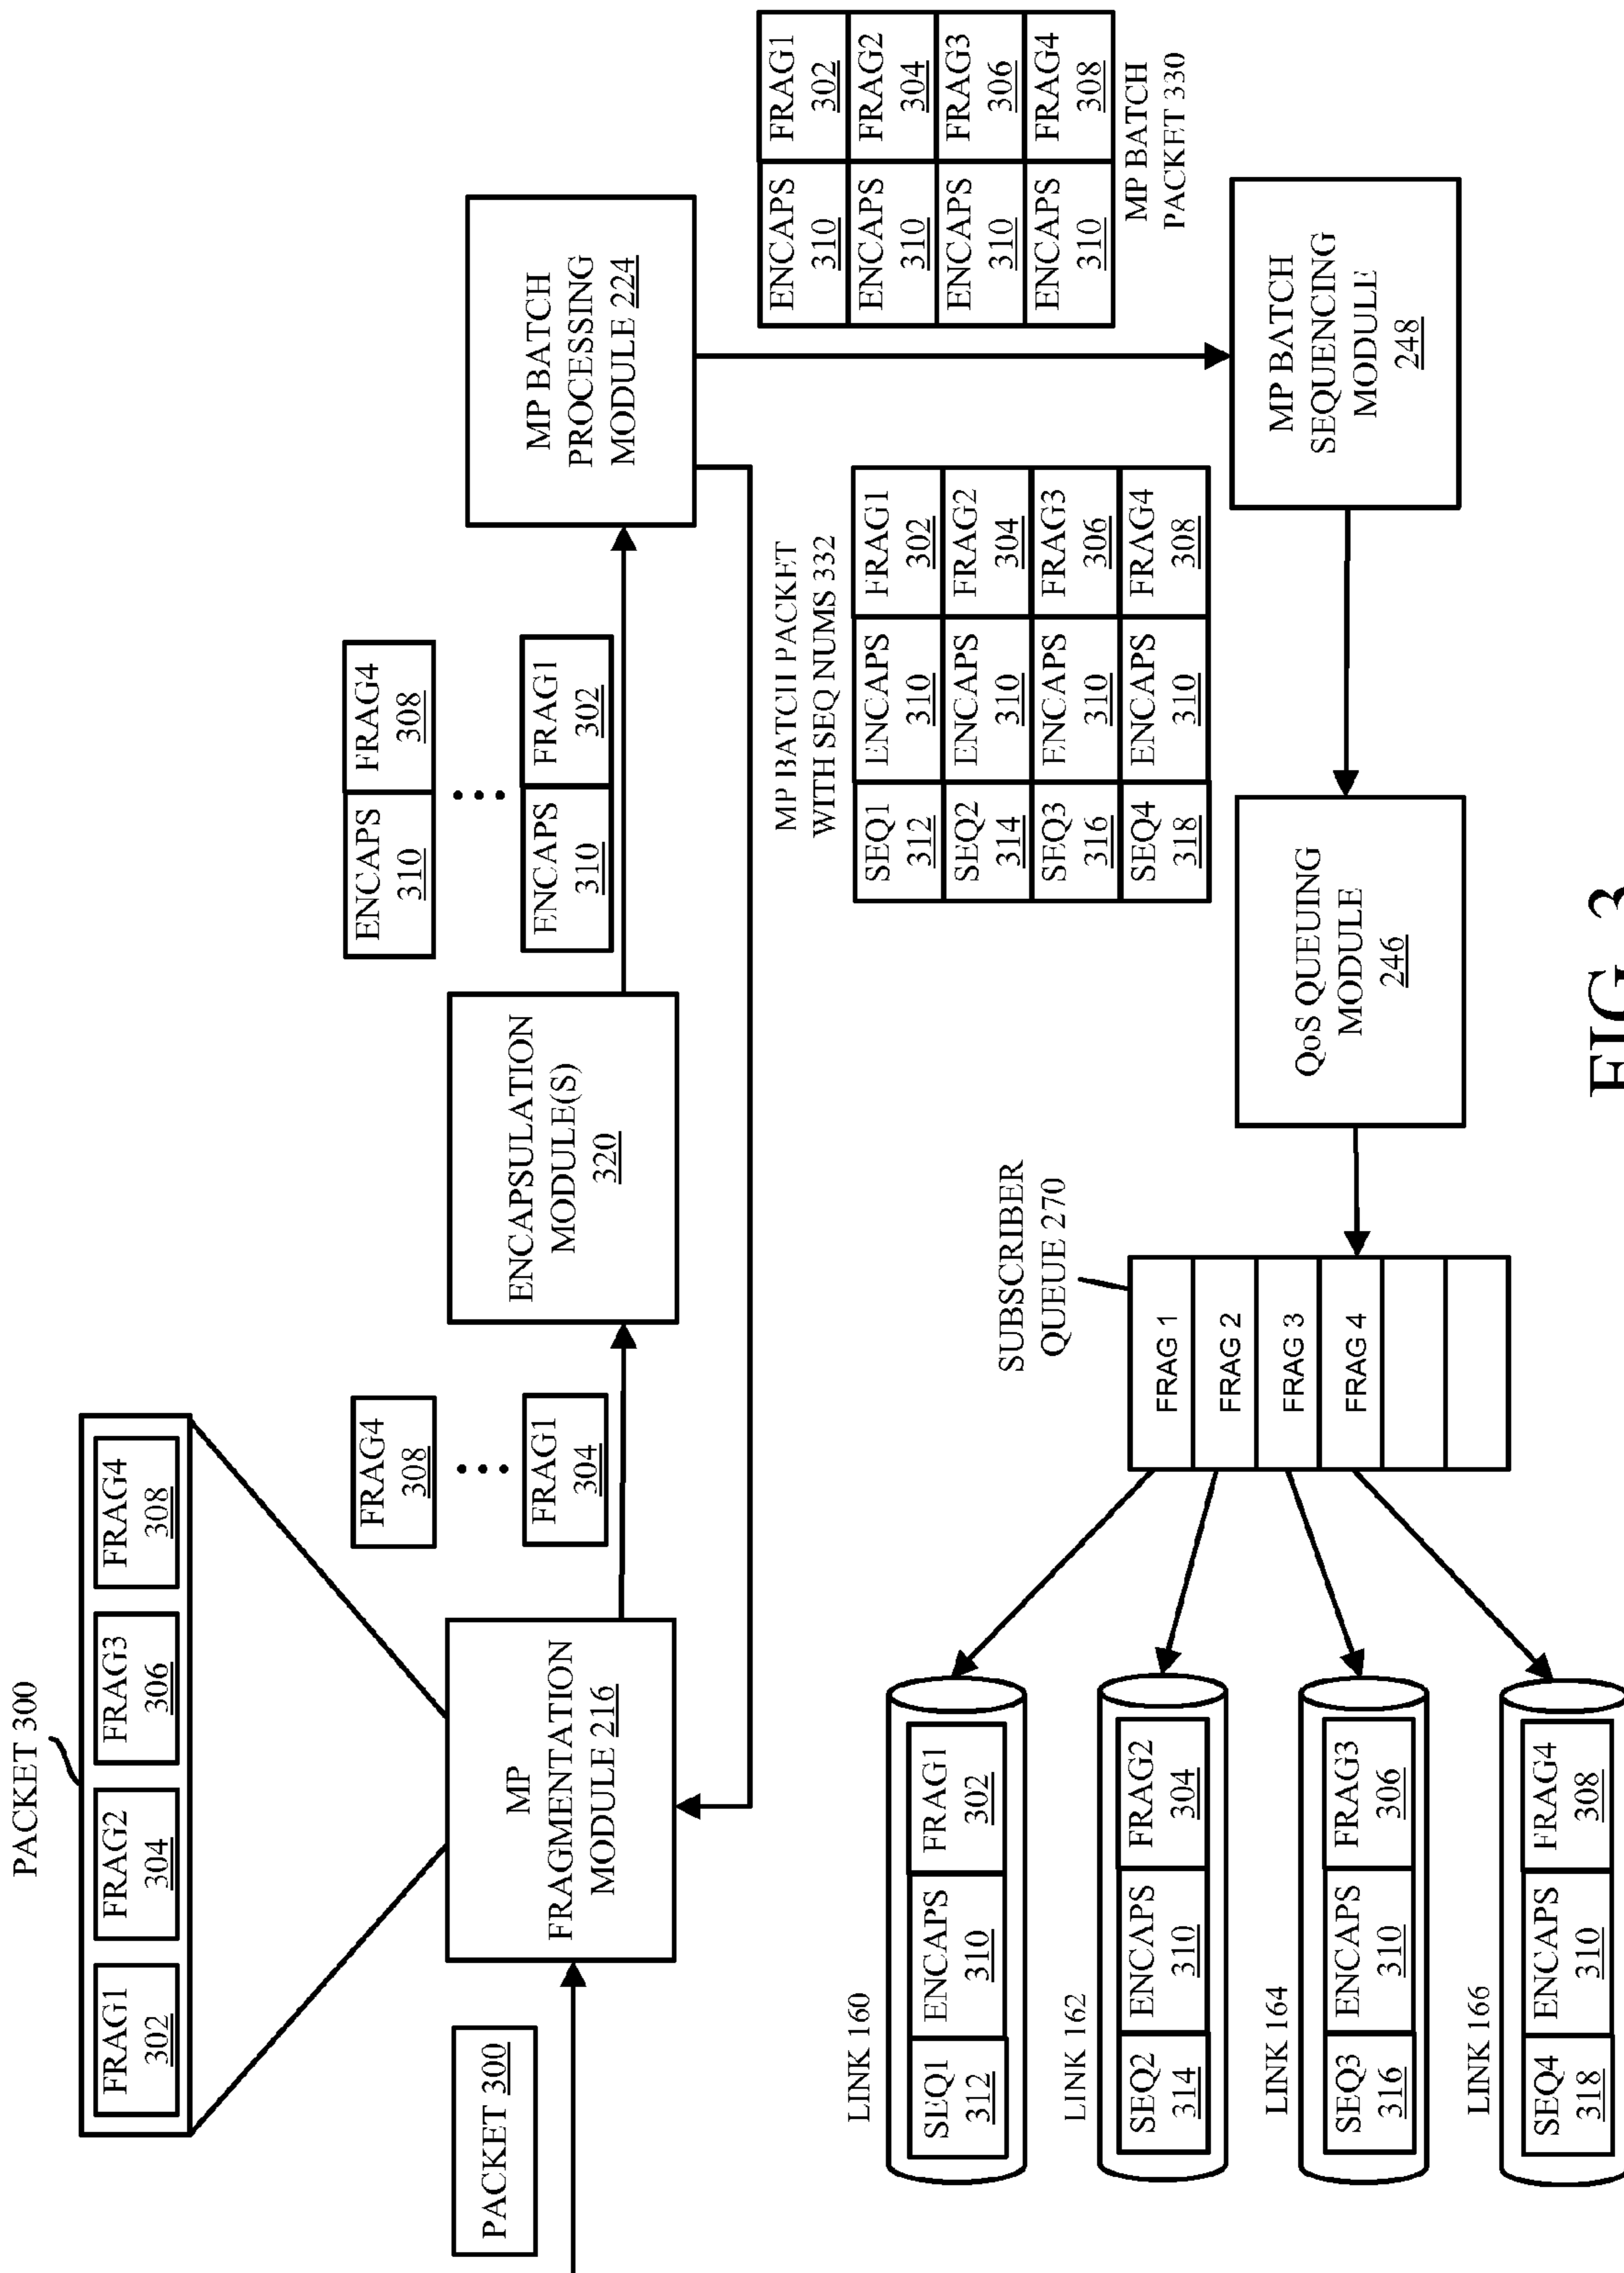 PACKET 300
FRAG1
302
FRAG2
304
FRAG3
306
FRAG4
308
PACKET 300
MP
FRAGMENTATION
MODULE 216
FRAG4
308
FRAG1
304
ENCAPSULATION
MODULE(S)
320
ENCAPS
310
FRAG4
308
ENCAPS
310
FRAG1
302
MP BATCH
PROCESSING
MODULE 224
ENCAPS
310
FRAG1
302
ENCAPS
310
FRAG2
304
ENCAPS
310
FRAG3
306
ENCAPS
310
FRAG4
308
MP BATCH
PACKET 330
MP BATCH PACKET
WITH SEQ NUMS 332
SEQ1
312
ENCAPS
310
FRAG1
302
SEQ2
314
ENCAPS
310
FRAG2
304
SEQ3
316
ENCAPS
310
FRAG3
306
SEQ4
318
ENCAPS
310
FRAG4
308
MP BATCH
SEQUENCING
MODULE
248
QoS QUEUING
MODULE
246
SUBSCRIBER
QUEUE 270
FRAG 1
FRAG 2
FRAG 3
FRAG 4
LINK 160
SEQ1
312
ENCAPS
310
FRAG1
302
LINK 162
SEQ2
314
ENCAPS
310
FRAG2
304
LINK 164
SEQ3
316
ENCAPS
310
FRAG3
306
LINK 166
SEQ4
318
ENCAPS
310
FRAG4
308
FIG. 3